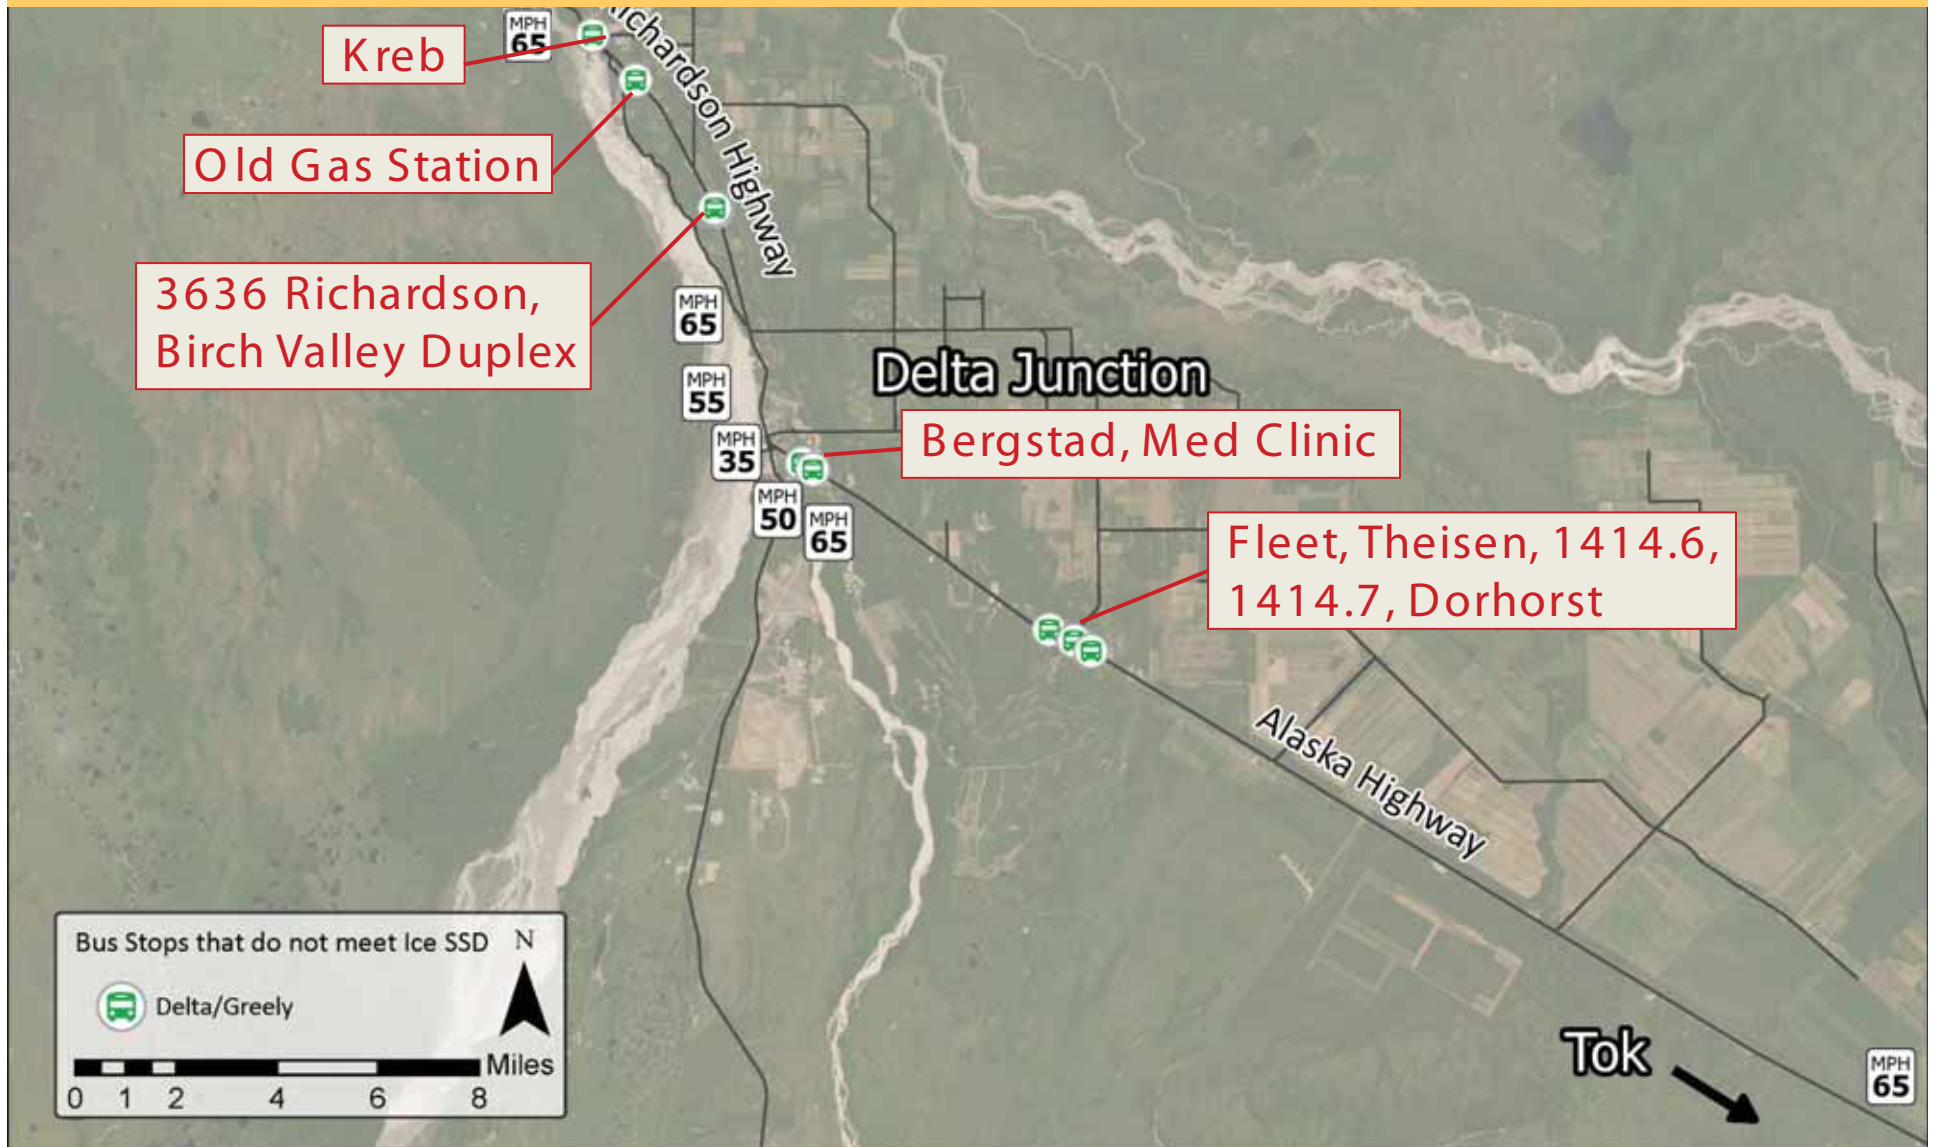 MPH
65
Richardson Highway
Kreb
Old Gas Station
3636 Richardson,
Birch Valley Duplex
MPH
65
MPH
55
Delta Junction
MPH
35
Bergstad, Med Clinic
MPH
50
MPH
65
Fleet, Theisen, 1414.6,
1414.7, Dorhorst
Alaska Highway
Bus Stops that do not meet Ice SSD
N
Delta/Greely
Miles
0 1 2 4 6 8
Tok
MPH
65